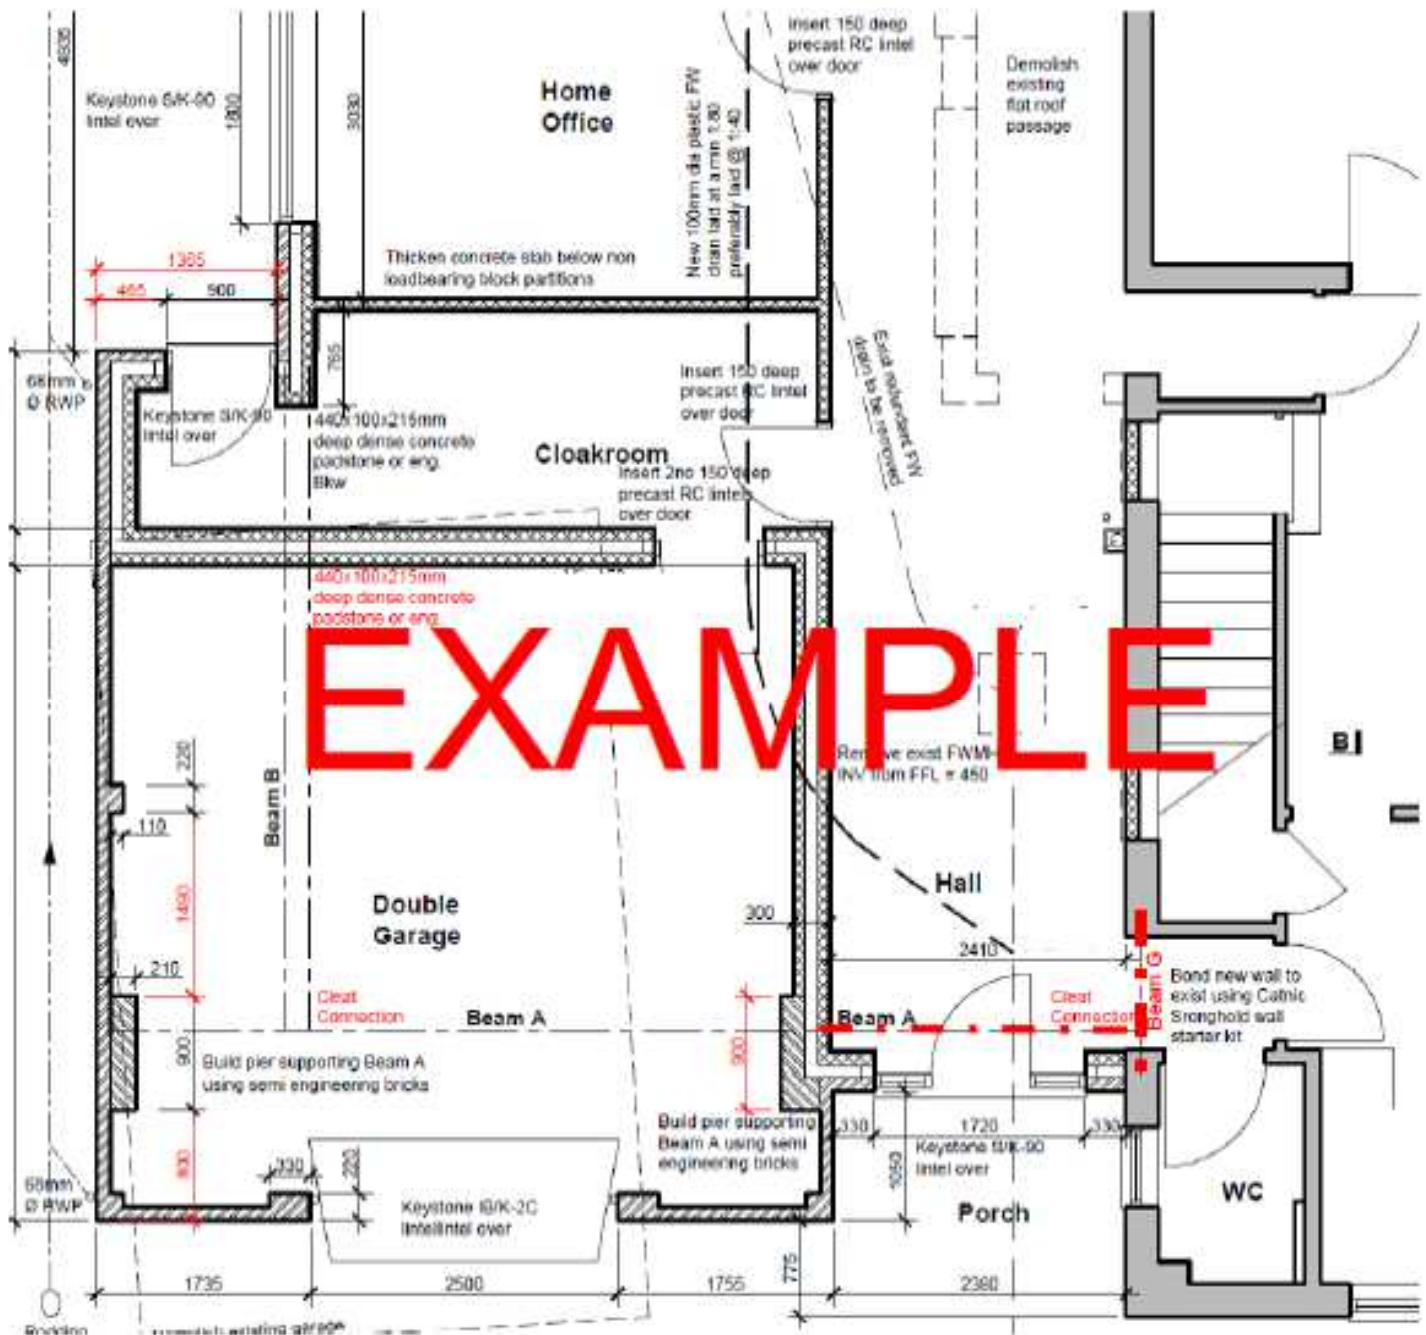 4835
Keystone S/K-90
lintel over
1800
3030
Home
Office
New 100mm dia plastic FW
drain laid at a min 1:80
preferably laid @ 1:40
Insert 150 deep
precast RC lintel
over door
Demolish
existing
flat roof
passage
1365
465
900
Thicken concrete slab below non
loadbearing block partitions
765
68mm
Ø RWP
Keystone S/K-90
lintel over
440x100x215mm
deep dense concrete
padstone or eng.
Bkw
Insert 150 deep
precast RC lintel
over door
Exist redundant FW
drain to be removed
Cloakroom
Insert 2no 150 deep
precast RC lintels
over door
440x100x215mm
deep dense concrete
padstone or eng.
EXAMPLE
Remove exist FWMH
INV from FFL = 450
220
110
Beam B
1490
Double
Garage
300
Hall
2410
210
Cleat
Connection
Beam A
Beam A
Cleat
Connection
Beam G
Bond new wall to
exist using Catnic
Stronghold wall
starter kit
900
900
Build pier supporting Beam A
using semi engineering bricks
Build pier supporting
Beam A using semi
engineering bricks
330
1720
330
Keystone S/K-90
lintel over
1050
68mm
Ø RWP
330
220
Keystone IB/K-2C
lintellintel over
Porch
WC
775
1735
2500
1755
2380
Rodding
Demolish existing garage